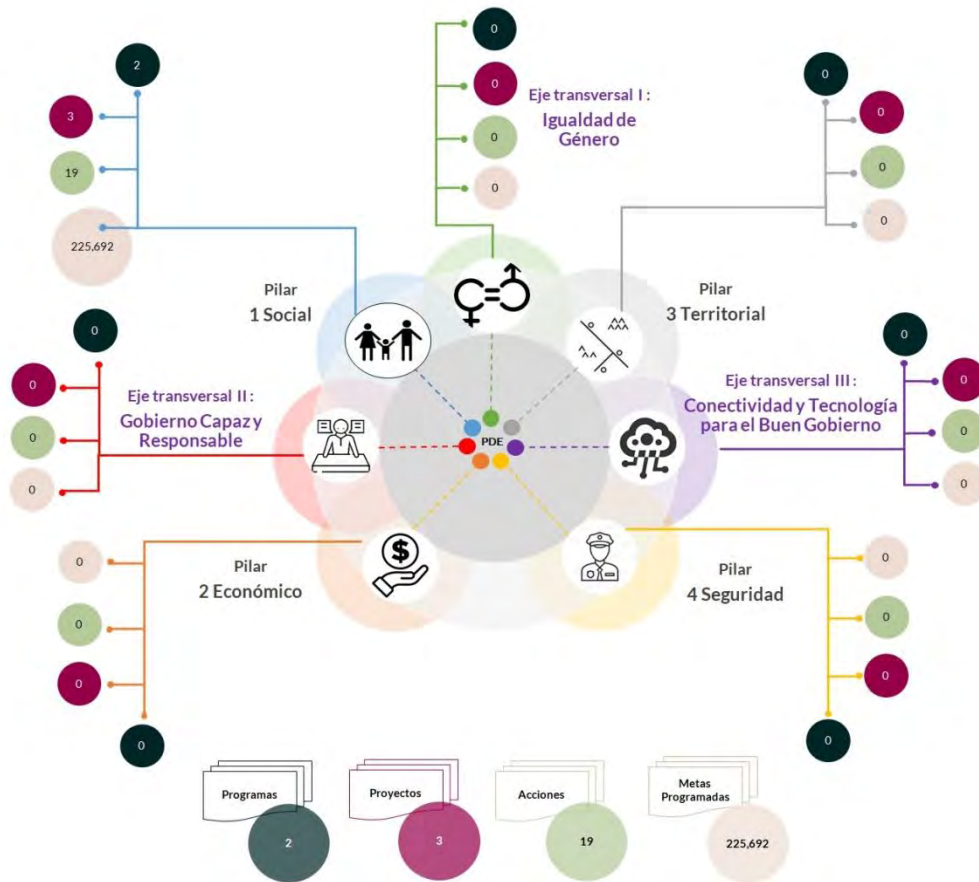 2
3
19
225,692
Pilar
1 Social
0
0
0
0
Eje transversal I :
Igualdad de
Género
0
0
0
0
Pilar
3 Territorial
0
0
0
0
Eje transversal II :
Gobierno Capaz y
Responsable
PDE
0
0
0
0
Eje transversal III :
Conectividad y Tecnología
para el Buen Gobierno
0
0
0
0
Pilar
2 Económico
$
0
0
0
0
Pilar
4 Seguridad
Programas
2
Proyectos
3
Acciones
19
Metas
Programadas
225,692